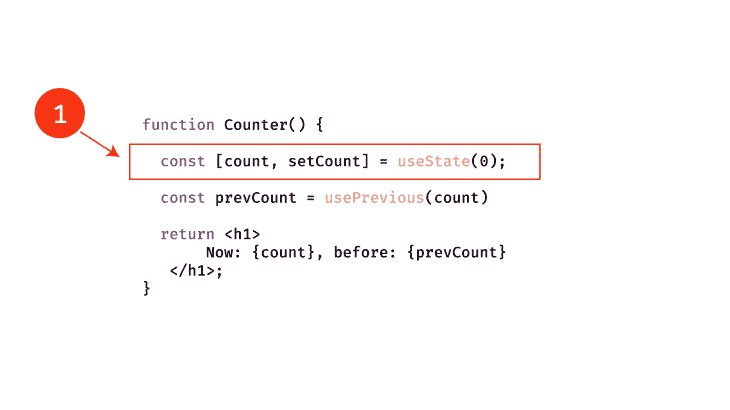 1
function Counter() {
const [count, setCount] = useState(0);
const prevCount = usePrevious(count)
return <h1>
Now: {count}, before: {prevCount}
</h1>;
}